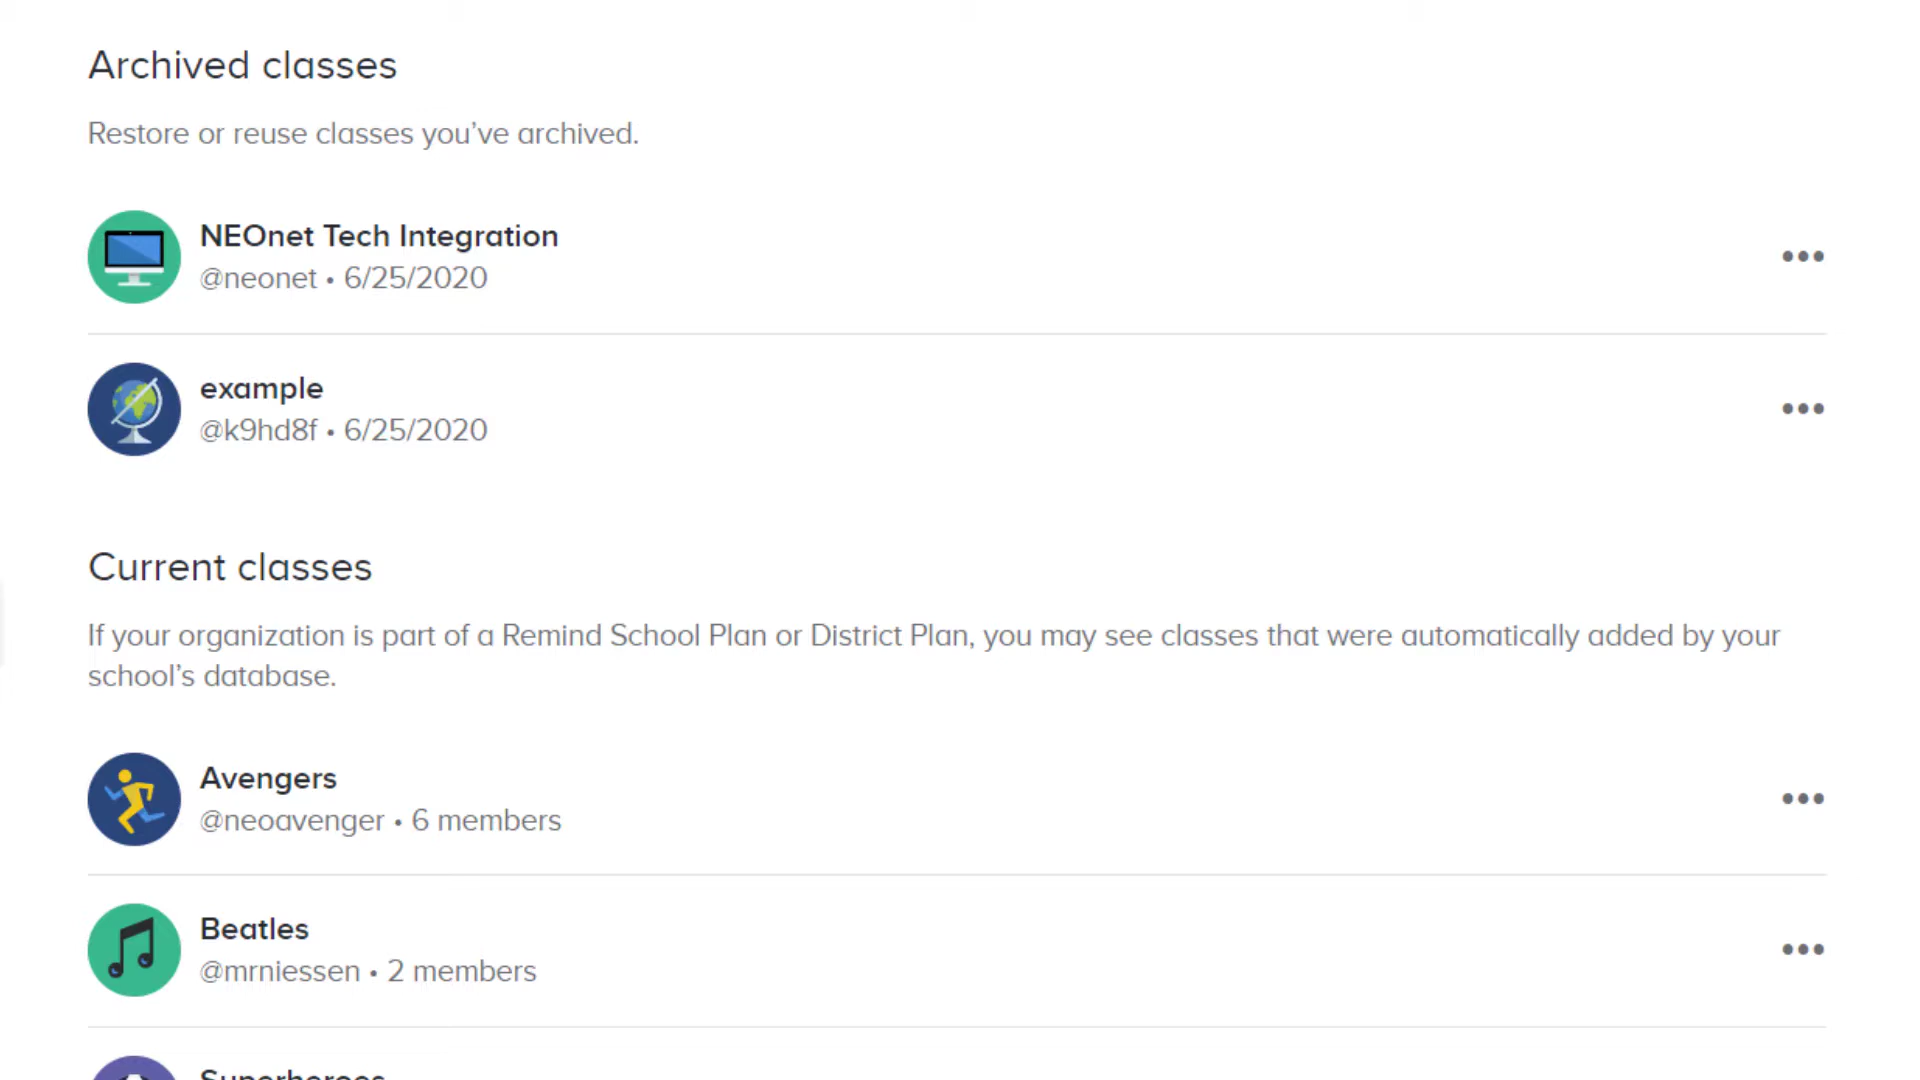 Archived classes
Restore or reuse classes you’ve archived.
NEOnet Tech Integration
@neonet • 6/25/2020
example
@k9hd8f • 6/25/2020
Current classes
If your organization is part of a Remind School Plan or District Plan, you may see classes that were automatically added by your
school’s database.
Avengers
@neoavenger • 6 members
Beatles
@mrniessen • 2 members
Superheroes